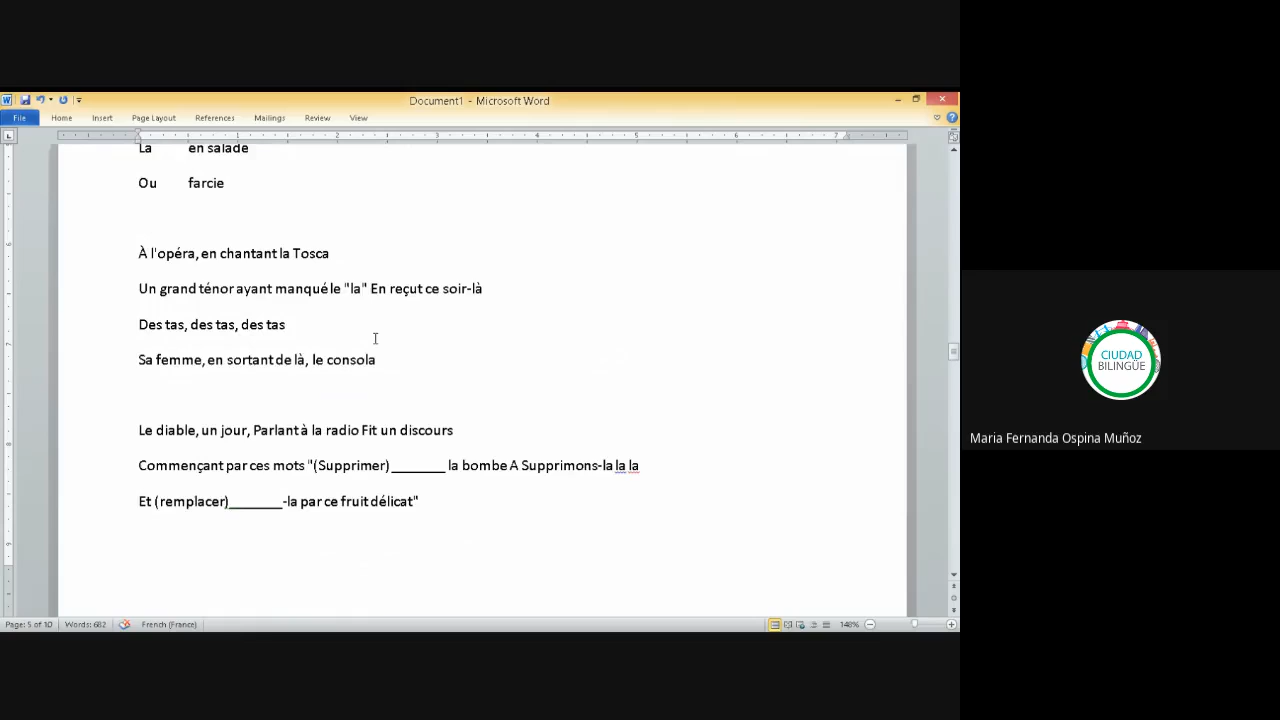 Document1 - Microsoft Word
File Home Insert Page Layout References Mailings Review View
La en salade
Ou farcie
À l'opéra, en chantant la Tosca
Un grand ténor ayant manqué le "la" En reçut ce soir-là
Des tas, des tas, des tas
Sa femme, en sortant de là, le consola
Le diable, un jour, Parlant à la radio Fit un discours
Commençant par ces mots "(Supprimer) _______ la bombe A Supprimons-la la la
Et (remplacer)_______-la par ce fruit délicat"
Page: 5 of 10 Words: 682 French (France) 148%
CIUDAD
BILINGÜE
Maria Fernanda Ospina Muñoz